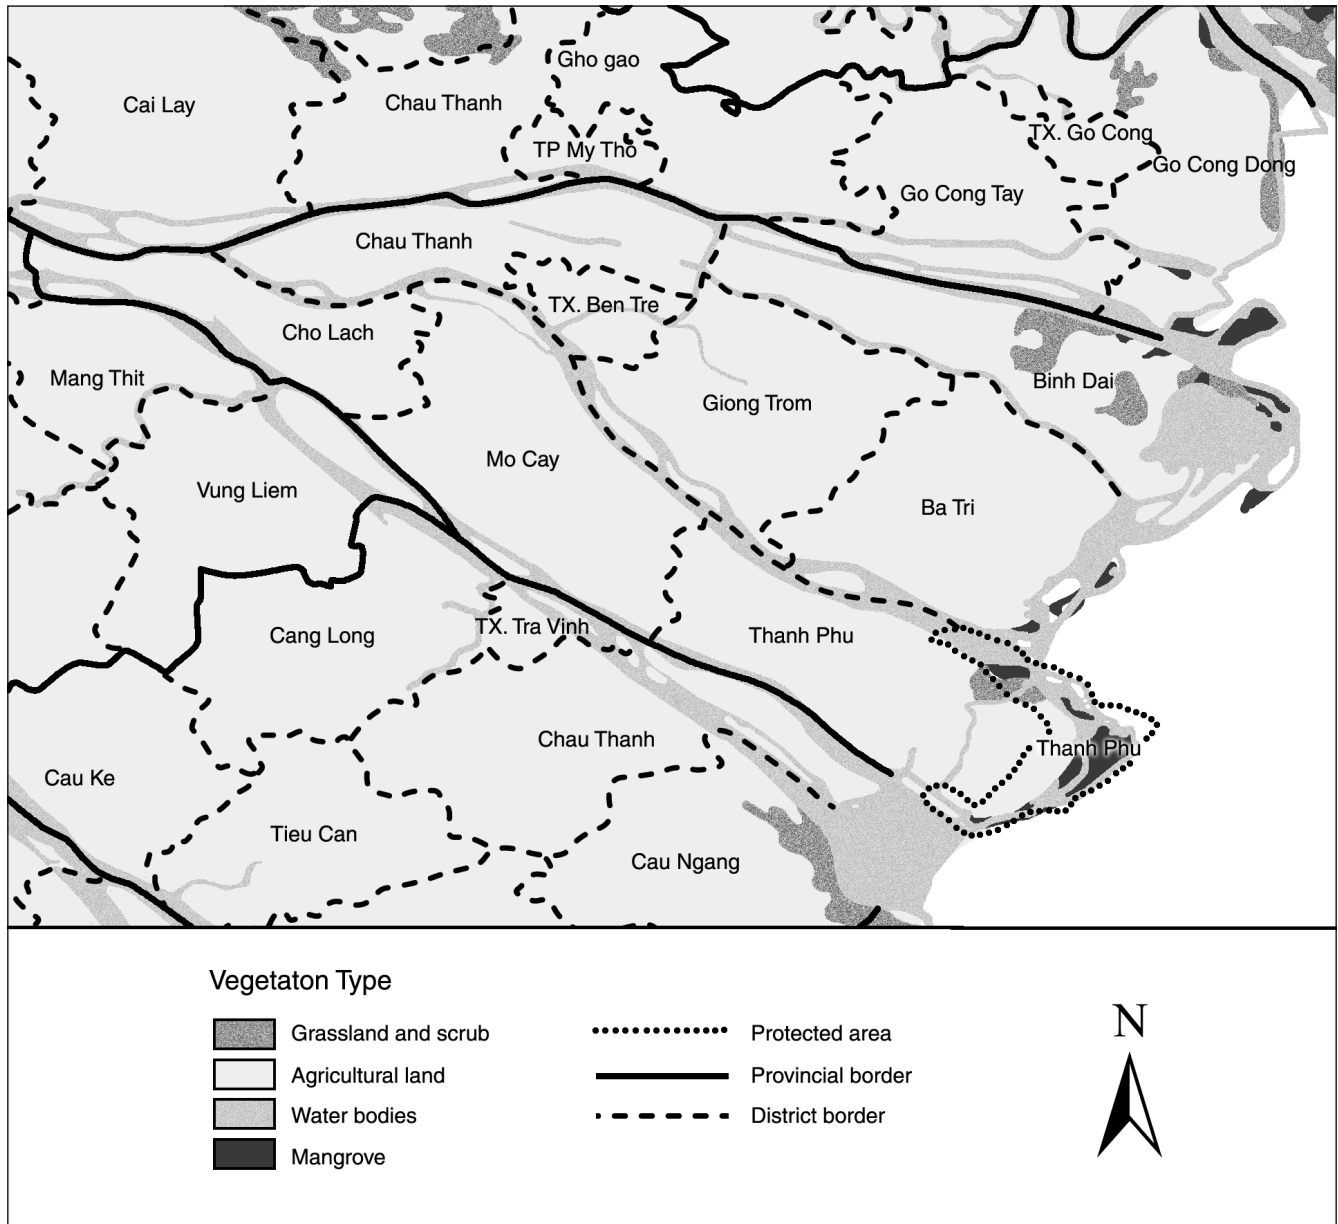 Gho gao
Cai Lay
Chau Thanh
TX. Go Cong
TP My Tho
Go Cong Dong
Go Cong Tay
Chau Thanh
TX. Ben Tre
Cho Lach
Mang Thit
Binh Dai
Giong Trom
Mo Cay
Vung Liem
Ba Tri
Cang Long
TX. Tra Vinh
Thanh Phu
Chau Thanh
Thanh Phu
Cau Ke
Tieu Can
Cau Ngang
Vegetaton Type
Grassland and scrub
Agricultural land
Water bodies
Mangrove
Protected area
Provincial border
District border
N